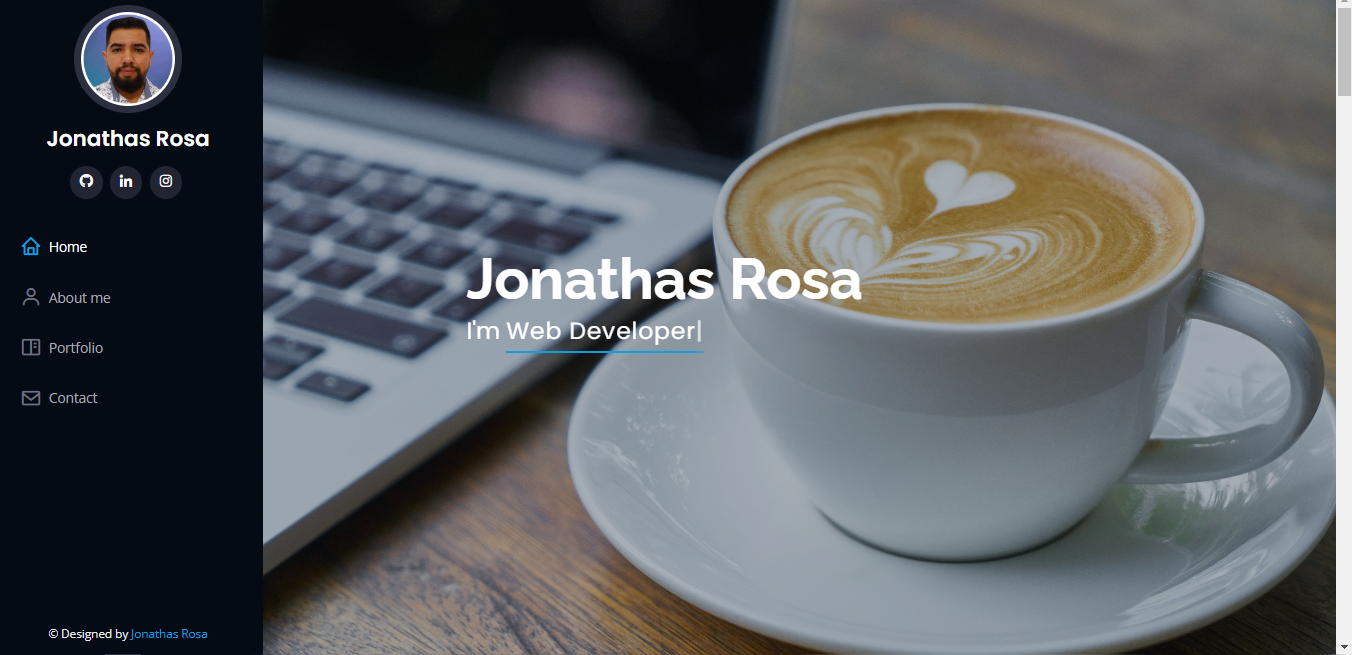 Jonathas Rosa
Home
About me
Portfolio
Contact
© Designed by Jonathas Rosa
Jonathas Rosa
I'm Web Developer|